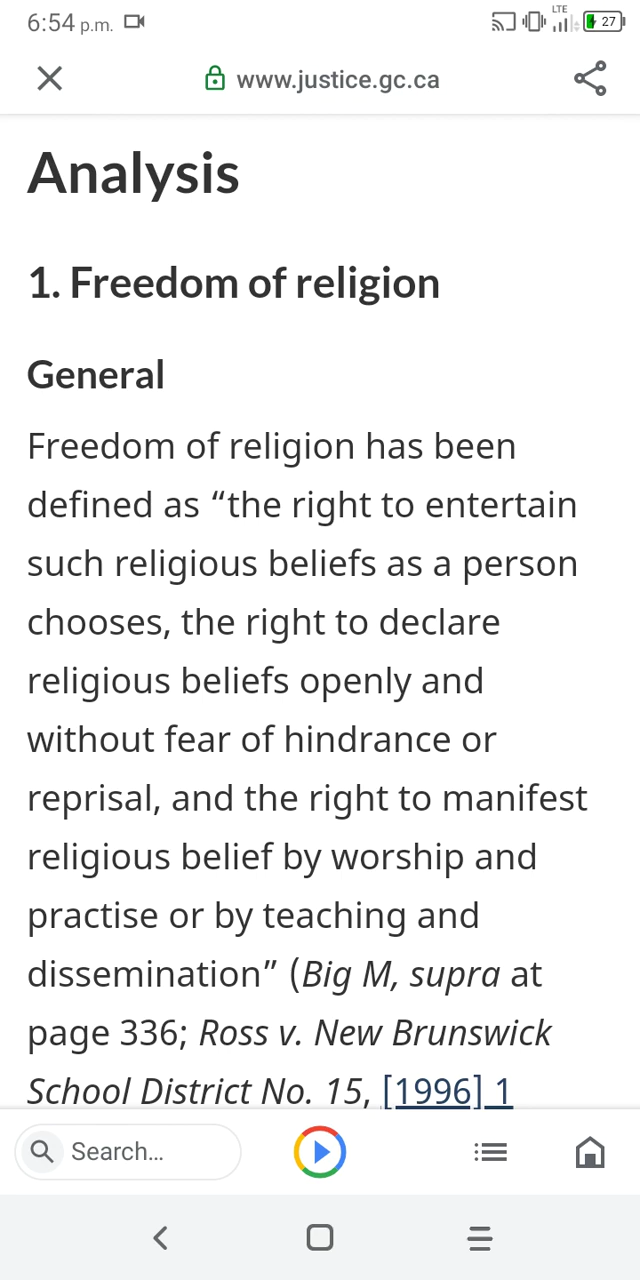 6:54 p.m.
LTE
27
www.justice.gc.ca
Analysis
1. Freedom of religion
General
Freedom of religion has been
defined as “the right to entertain
such religious beliefs as a person
chooses, the right to declare
religious beliefs openly and
without fear of hindrance or
reprisal, and the right to manifest
religious belief by worship and
practise or by teaching and
dissemination” (Big M, supra at
page 336; Ross v. New Brunswick
School District No. 15, [1996] 1
Search...